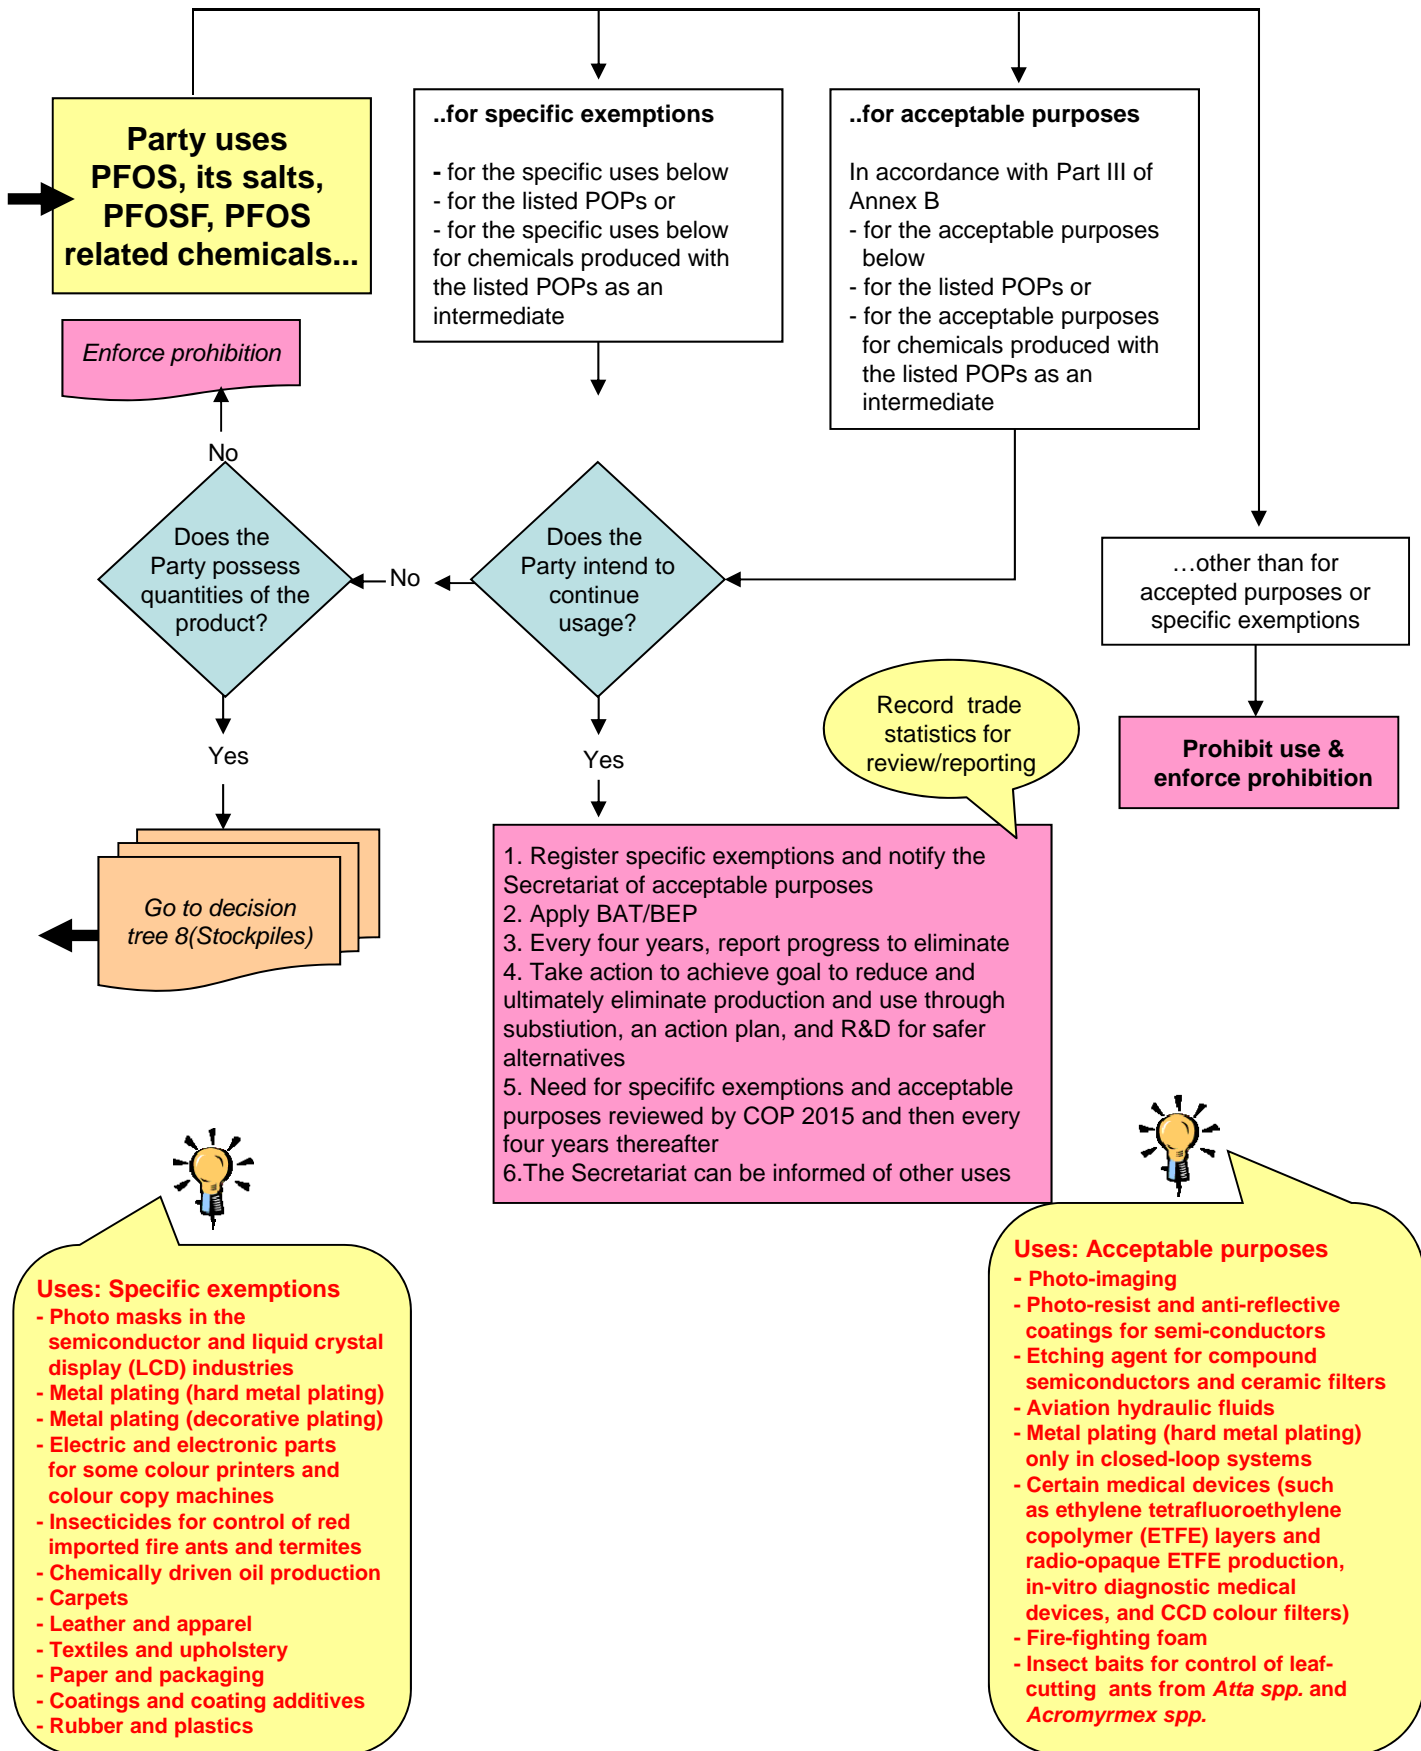 Party uses
PFOS, its salts,
PFOSF, PFOS
related chemicals...
..for specific exemptions
- for the specific uses below
- for the listed POPs or
- for the specific uses below
for chemicals produced with
the listed POPs as an
intermediate
..for acceptable purposes
In accordance with Part III of
Annex B
- for the acceptable purposes
below
- for the listed POPs or
- for the acceptable purposes
for chemicals produced with
the listed POPs as an
intermediate
Enforce prohibition
No
Does the
Party possess
quantities of the
product?
No
Does the
Party intend to
continue
usage?
…other than for
accepted purposes or
specific exemptions
Prohibit use &
enforce prohibition
Yes
Yes
Record  trade
statistics for
review/reporting
Go to decision
tree 8(Stockpiles)
1. Register specific exemptions and notify the
Secretariat of acceptable purposes
2. Apply BAT/BEP
3. Every four years, report progress to eliminate
4. Take action to achieve goal to reduce and
ultimately eliminate production and use through
substiution, an action plan, and R&D for safer
alternatives
5. Need for specififc exemptions and acceptable
purposes reviewed by COP 2015 and then every
four years thereafter
6.The Secretariat can be informed of other uses
Uses: Specific exemptions
- Photo masks in the
semiconductor and liquid crystal
display (LCD) industries
- Metal plating (hard metal plating)
- Metal plating (decorative plating)
- Electric and electronic parts
for some colour printers and
colour copy machines
- Insecticides for control of red
imported fire ants and termites
- Chemically driven oil production
- Carpets
- Leather and apparel
- Textiles and upholstery
- Paper and packaging
- Coatings and coating additives
- Rubber and plastics
Uses: Acceptable purposes
- Photo-imaging
- Photo-resist and anti-reflective
coatings for semi-conductors
- Etching agent for compound
semiconductors and ceramic filters
- Aviation hydraulic fluids
- Metal plating (hard metal plating)
only in closed-loop systems
- Certain medical devices (such
as ethylene tetrafluoroethylene
copolymer (ETFE) layers and
radio-opaque ETFE production,
in-vitro diagnostic medical
devices, and CCD colour filters)
- Fire-fighting foam
- Insect baits for control of leaf-
cutting  ants from Atta spp. and
Acromyrmex spp.